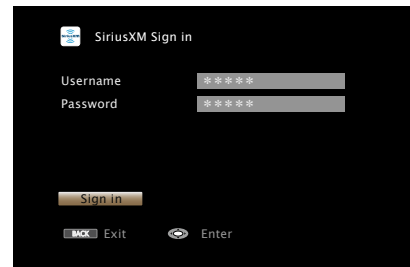 SiriusXM Sign in
Username *****
Password *****
Sign in
BACK Exit Enter